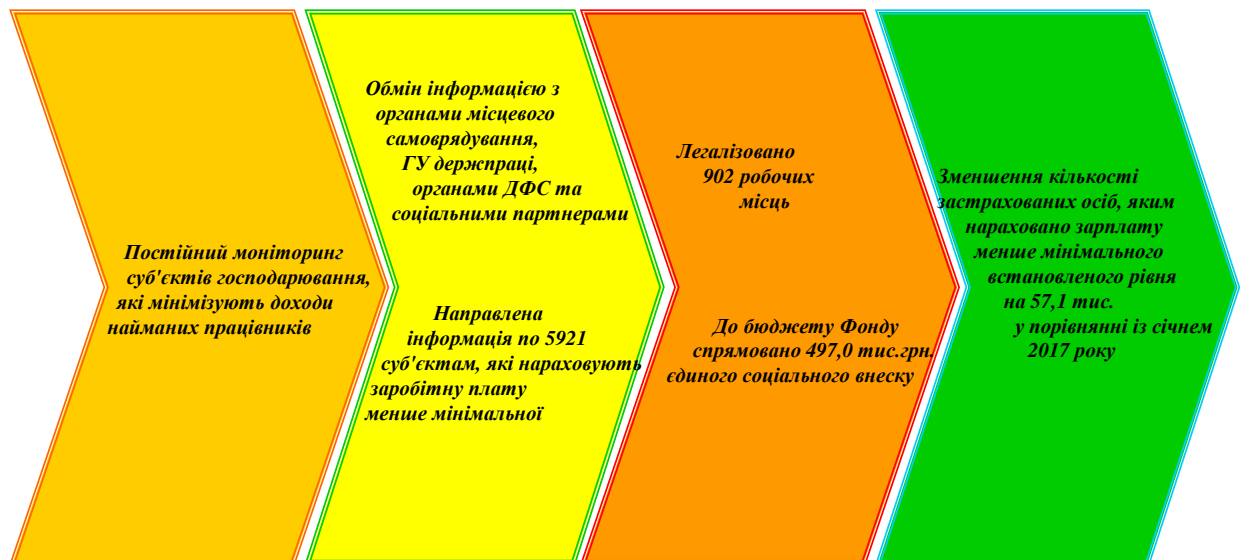 Постійний моніторинг
суб'єктів господарювання,
які мінімізують доходи
найманих працівників
Обмін інформацією з
органами місцевого
самоврядування,
ГУ держпраці,
органами ДФС та
соціальними партнерами
Направлена
інформація по 5921
суб'єктам, які нараховують
заробітну плату
менше мінімальної
Легалізовано
902 робочих
місць
До бюджету Фонду
спрямовано 497,0 тис.грн.
єдиного соціального внеску
Зменшення кількості
застрахованих осіб, яким
нараховано зарплату
менше мінімального
встановленого рівня
на 57,1 тис.
у порівнянні із січнем
2017 року